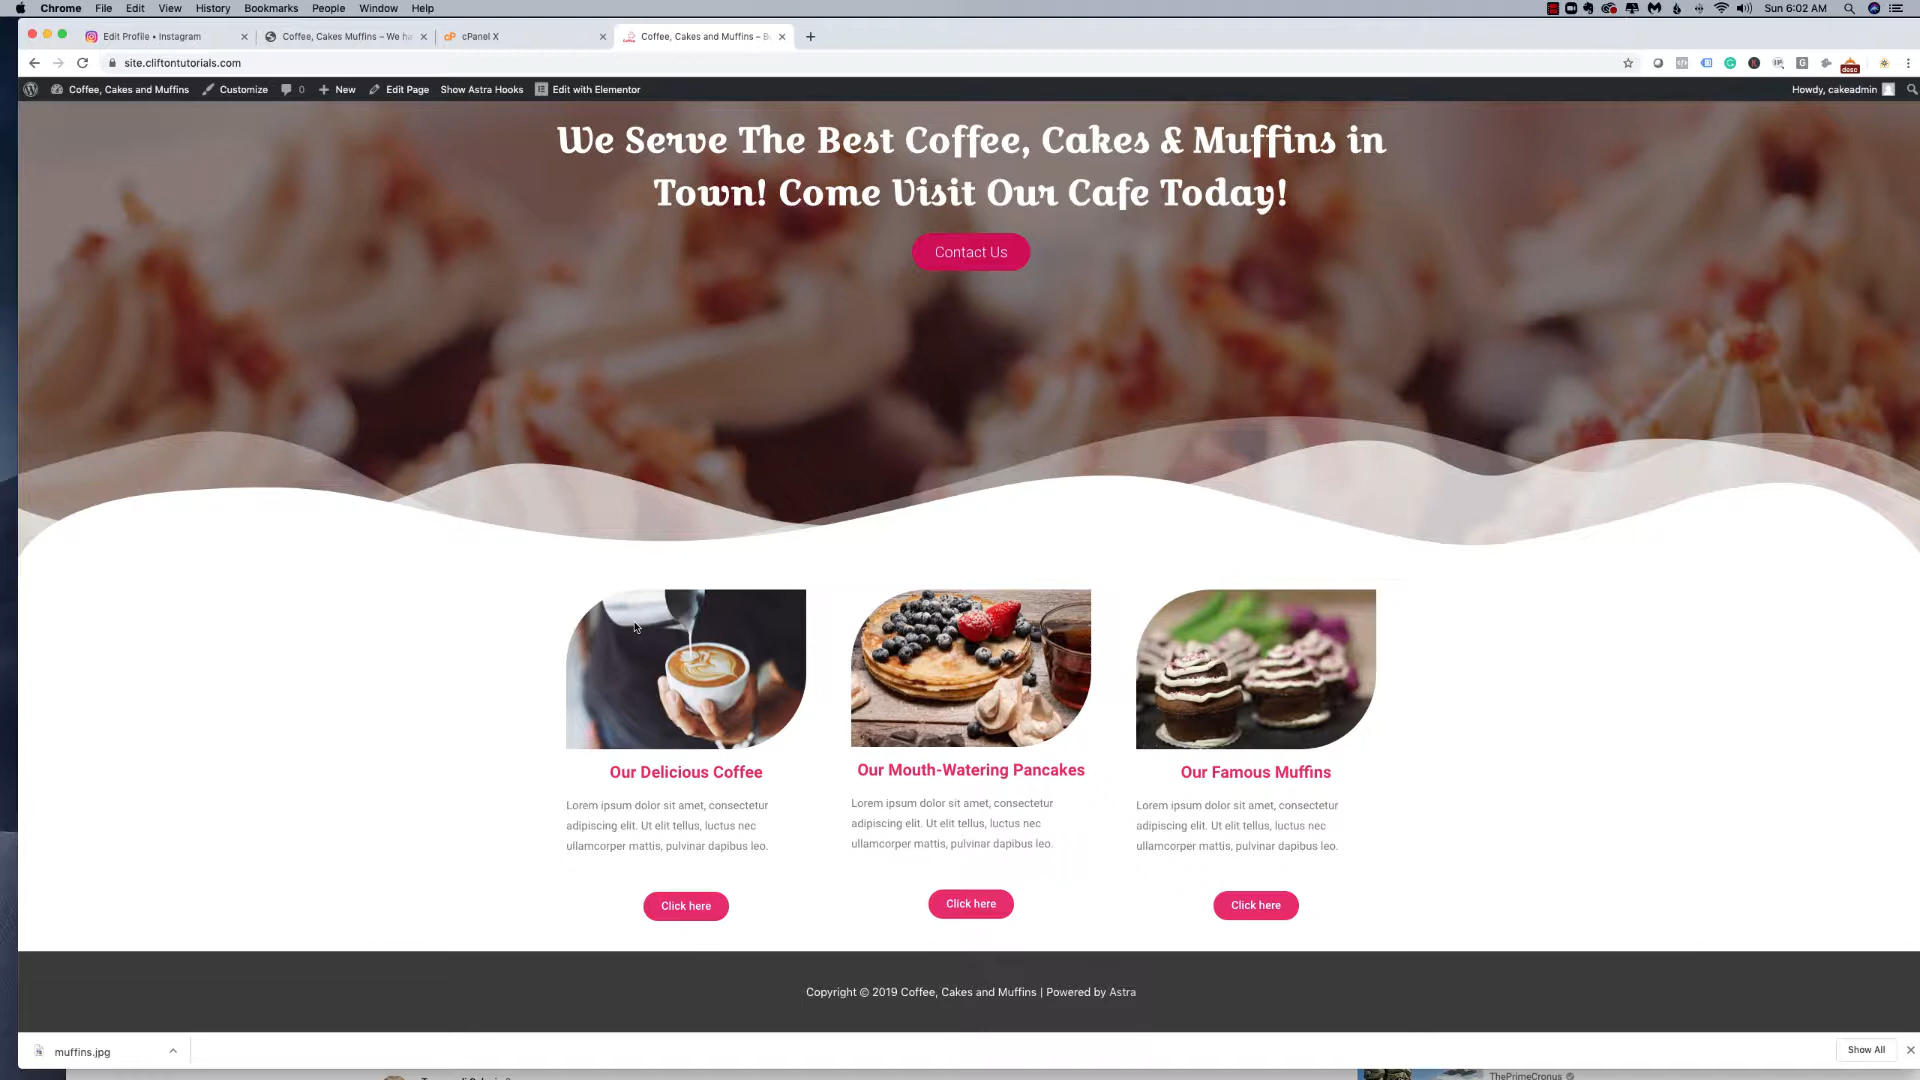 Chrome File Edit View History Bookmarks People Window Help
Sun 6:02 AM
Edit Profile • Instagram
Coffee, Cakes Muffins – We ha
cPanel X
Coffee, Cakes and Muffins – B
site.cliftontutorials.com
desc
Coffee, Cakes and Muffins
Customize
0
New
Edit Page
Show Astra Hooks
Edit with Elementor
Howdy, cakeadmin
We Serve The Best Coffee, Cakes & Muffins in
Town! Come Visit Our Cafe Today!
Contact Us
Our Delicious Coffee
Lorem ipsum dolor sit amet, consectetur
adipiscing elit. Ut elit tellus, luctus nec
ullamcorper mattis, pulvinar dapibus leo.
Click here
Our Mouth-Watering Pancakes
Lorem ipsum dolor sit amet, consectetur
adipiscing elit. Ut elit tellus, luctus nec
ullamcorper mattis, pulvinar dapibus leo.
Click here
Our Famous Muffins
Lorem ipsum dolor sit amet, consectetur
adipiscing elit. Ut elit tellus, luctus nec
ullamcorper mattis, pulvinar dapibus leo.
Click here
Copyright © 2019 Coffee, Cakes and Muffins | Powered by Astra
muffins.jpg
Show All
ThePrimeCronus